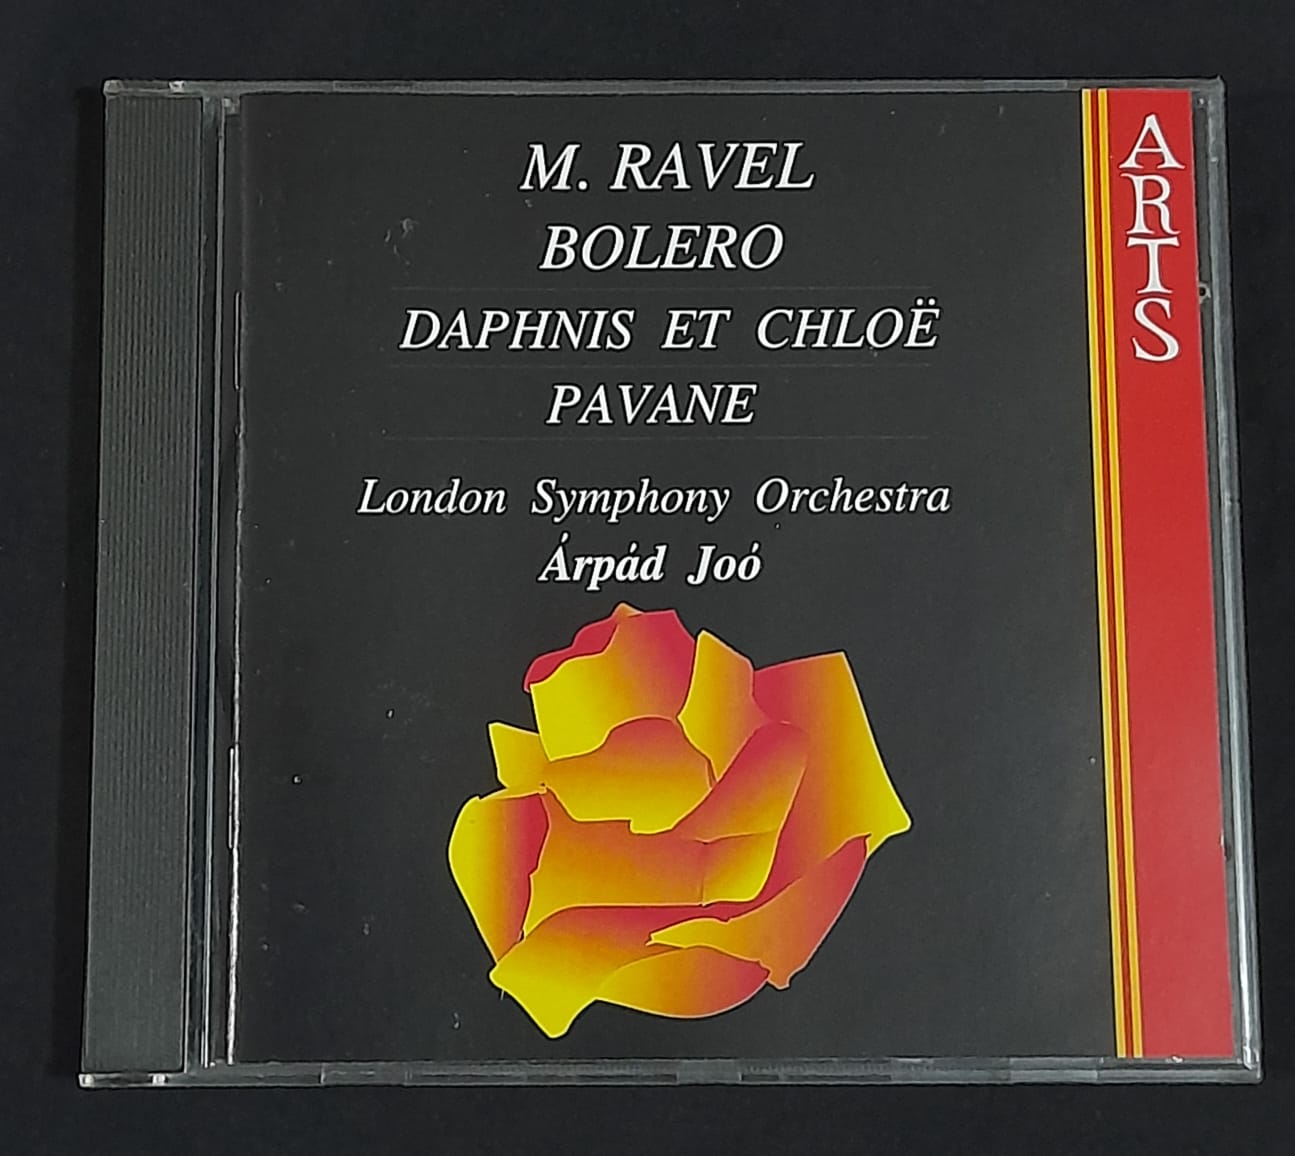 M. RAVEL
BOLERO
DAPHNIS ET CHLOË
PAVANE
London Symphony Orchestra
Árpád Joó
ARTS